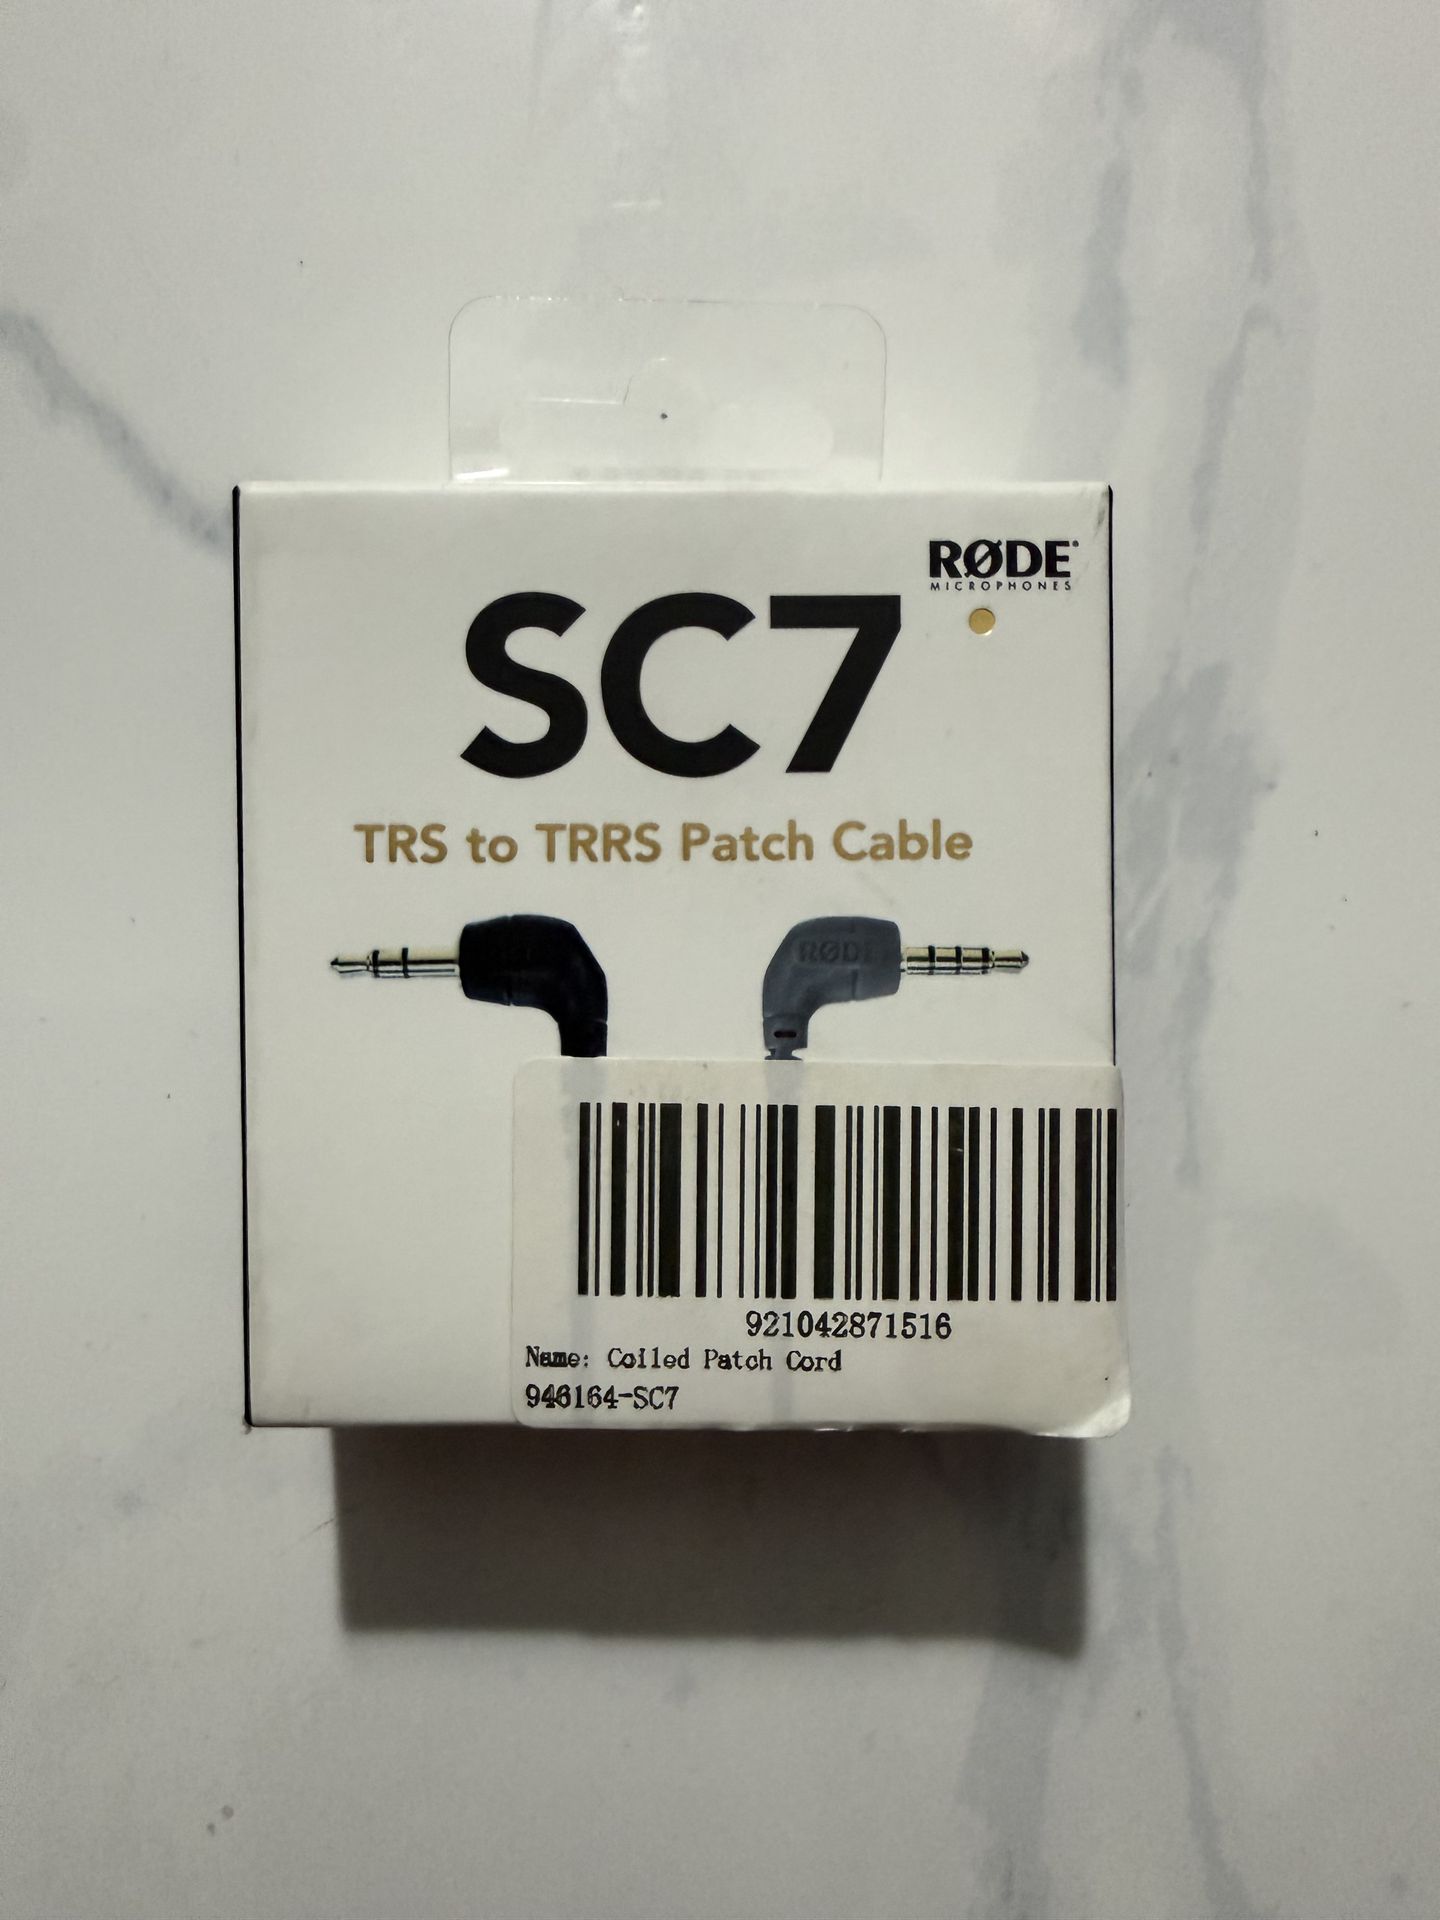 RØDE®
MICROPHONES
SC7
TRS to TRRS Patch Cable
RØDE
921042871516
Name: Coiled Patch Cord
946164-SC7